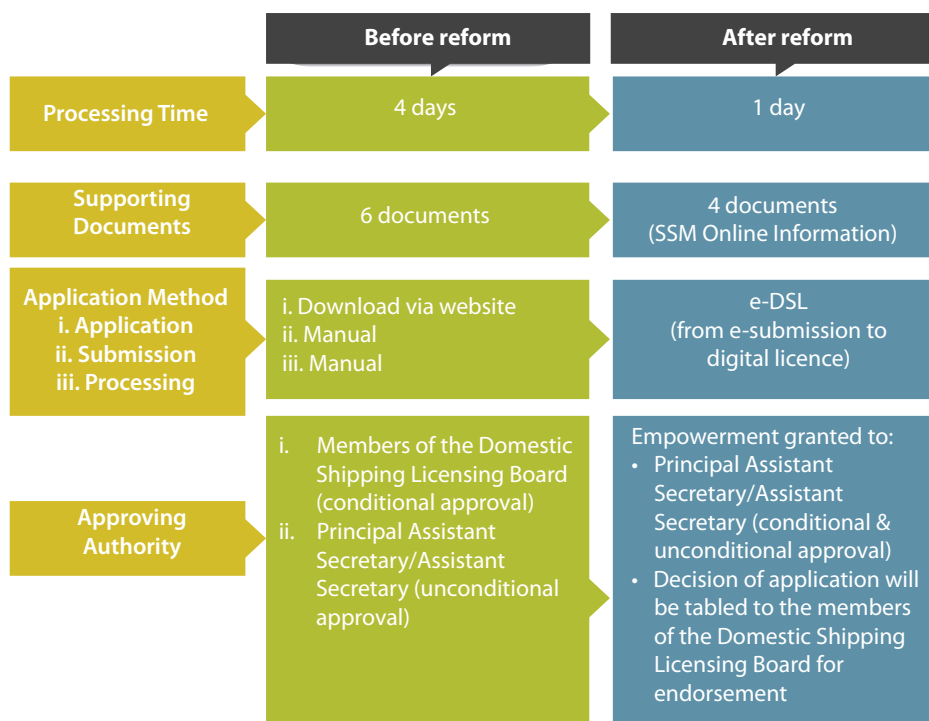 Before reform
After reform
Processing Time
4 days
1 day
Supporting
Documents
6 documents
4 documents
(SSM Online Information)
Application Method
i. Application
ii. Submission
iii. Processing
i. Download via website
ii. Manual
iii. Manual
e-DSL
(from e-submission to
digital licence)
Approving
Authority
i. Members of the Domestic
Shipping Licensing Board
(conditional approval)
ii. Principal Assistant
Secretary/Assistant
Secretary (unconditional
approval)
Empowerment granted to:
• Principal Assistant
Secretary/Assistant
Secretary (conditional &
unconditional approval)
• Decision of application will
be tabled to the members
of the Domestic Shipping
Licensing Board for
endorsement